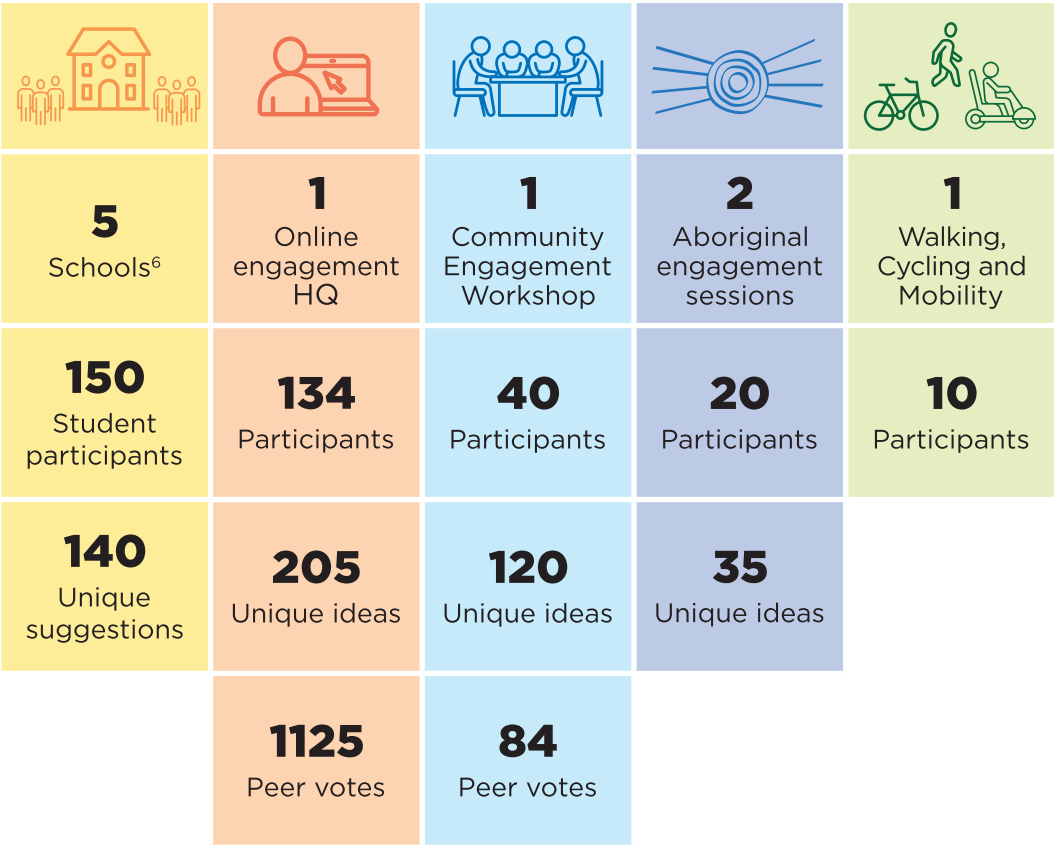 5
Schools⁶
1
Online
engagement
HQ
1
Community
Engagement
Workshop
2
Aboriginal
engagement
sessions
1
Walking,
Cycling and
Mobility
150
Student
participants
134
Participants
40
Participants
20
Participants
10
Participants
140
Unique
suggestions
205
Unique ideas
120
Unique ideas
35
Unique ideas
1125
Peer votes
84
Peer votes